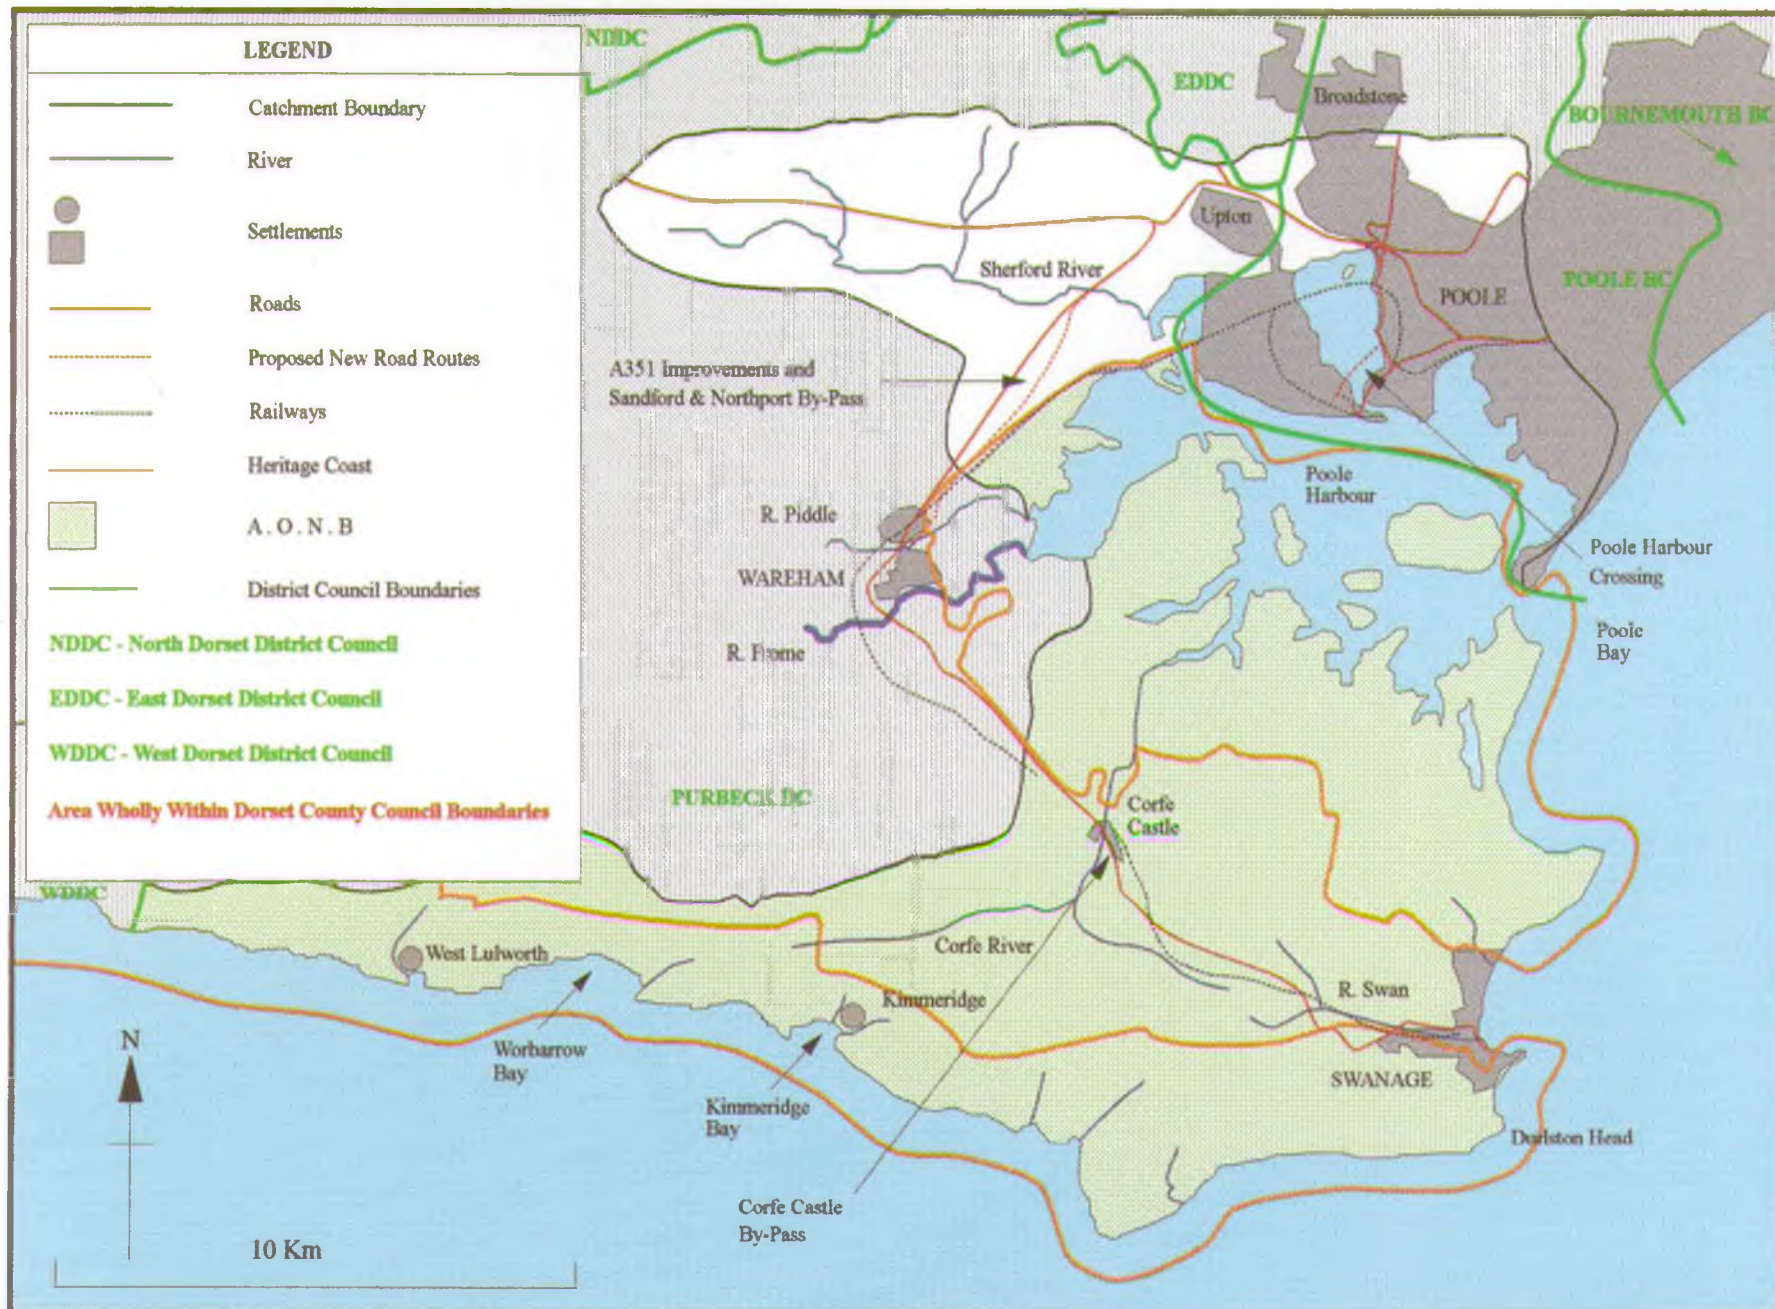 LEGEND
Catchment Boundary
River
Settlements
Roads
Proposed New Road Routes
Railways
Heritage Coast
A . O . N . B
District Council Boundaries
NDDC - North Dorset District Council
EDDC - East Dorset District Council
WDDC - West Dorset District Council
Area Wholly Within Dorset County Council Boundaries
NDDC
EDDC
Broadstone
BOURNEMOUTH BC
Upton
Sherford River
POOLE
POOLE BC
A351 Improvements and
Sandford & Northport By-Pass
Poole
Harbour
R. Piddle
Poole Harbour
Crossing
WAREHAM
Poole
Bay
R. Frome
PURBECK DC
Corfe
Castle
WDDC
West Lulworth
Corfe River
Kimmeridge
R. Swan
N
Worbarrow
Bay
SWANAGE
Kimmeridge
Bay
Durlston Head
Corfe Castle
By-Pass
10 Km